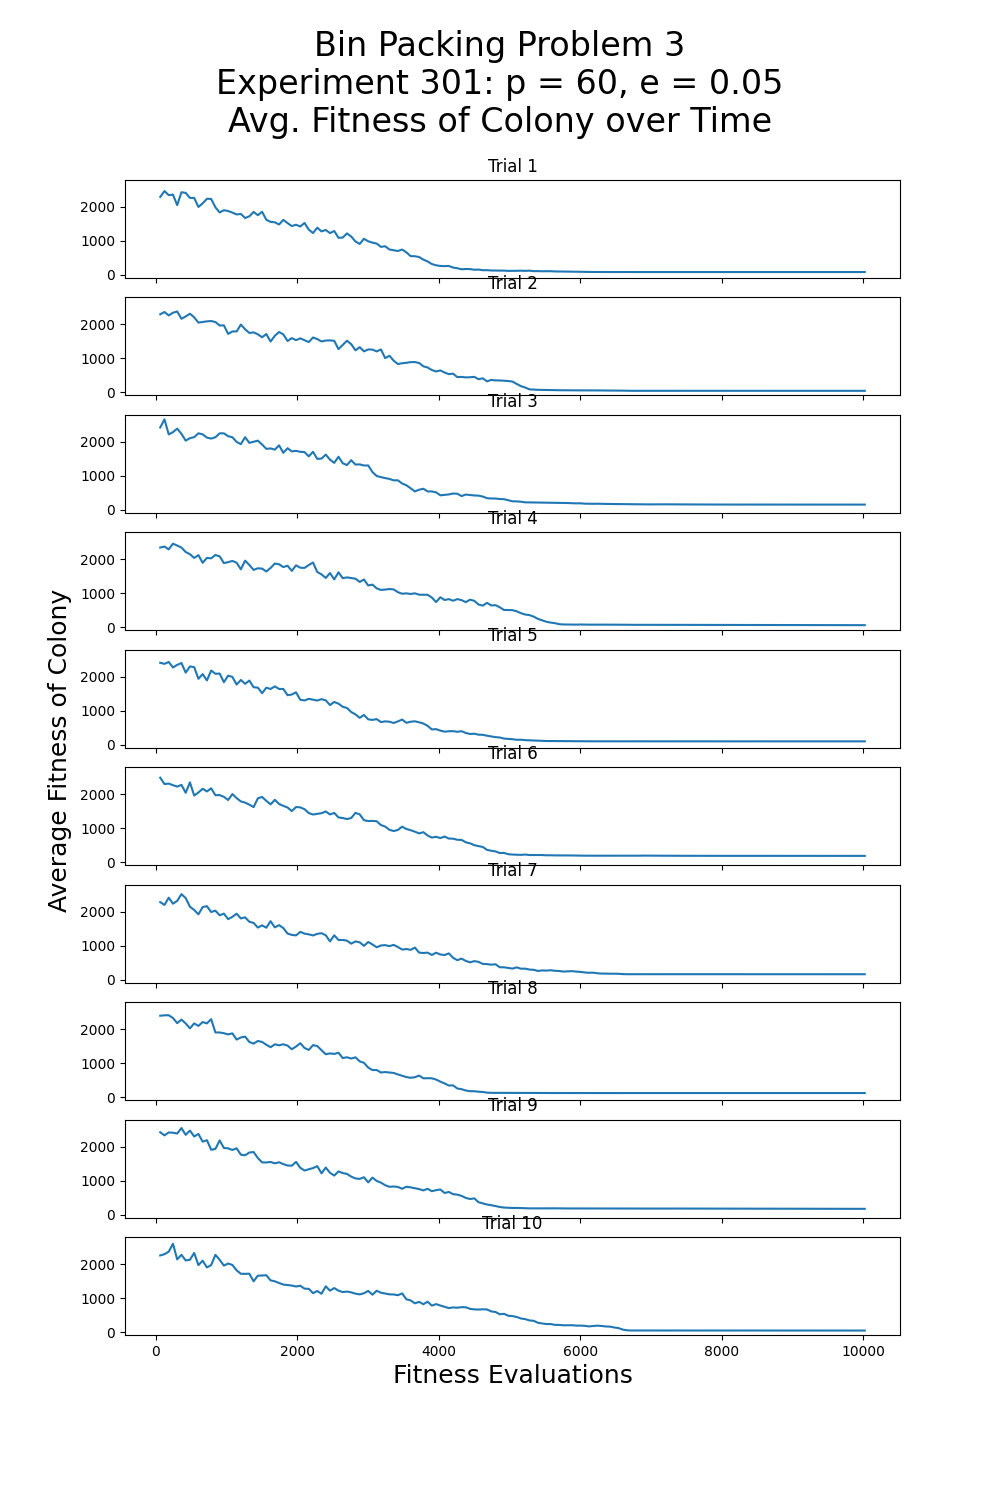 Bin Packing Problem 3
Experiment 301: p = 60, e = 0.05
Avg. Fitness of Colony over Time
Trial 1
2000
1000
0
Trial 2
2000
1000
0
Trial 3
2000
1000
0
Trial 4
2000
1000
0
Trial 5
2000
1000
0
Trial 6
2000
1000
0
Trial 7
2000
1000
0
Trial 8
2000
1000
0
Trial 9
2000
1000
0
Trial 10
2000
1000
0
0 2000 4000 6000 8000 10000
Fitness Evaluations
Average Fitness of Colony